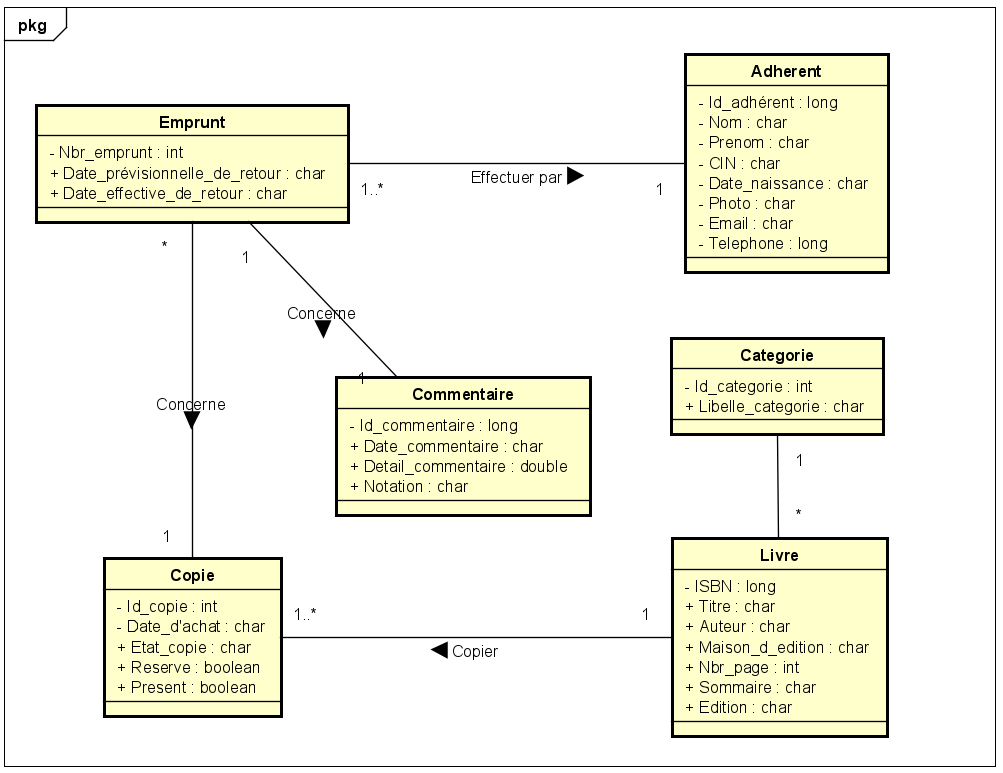 pkg
Adherent
- Id_adhérent : long
- Nom : char
- Prenom : char
- CIN : char
- Date_naissance : char
- Photo : char
- Email : char
- Telephone : long
Emprunt
- Nbr_emprunt : int
+ Date_prévisionnelle_de_retour : char
+ Date_effective_de_retour : char
1..*
Effectuer par
1
*
1
Concerne
1
Concerne
1
Commentaire
- Id_commentaire : long
+ Date_commentaire : char
+ Detail_commentaire : double
+ Notation : char
Categorie
- Id_categorie : int
+ Libelle_categorie : char
1
*
Copie
- Id_copie : int
- Date_d'achat : char
+ Etat_copie : char
+ Reserve : boolean
+ Present : boolean
1..*
1
Copier
Livre
- ISBN : long
+ Titre : char
+ Auteur : char
+ Maison_d_edition : char
+ Nbr_page : int
+ Sommaire : char
+ Edition : char